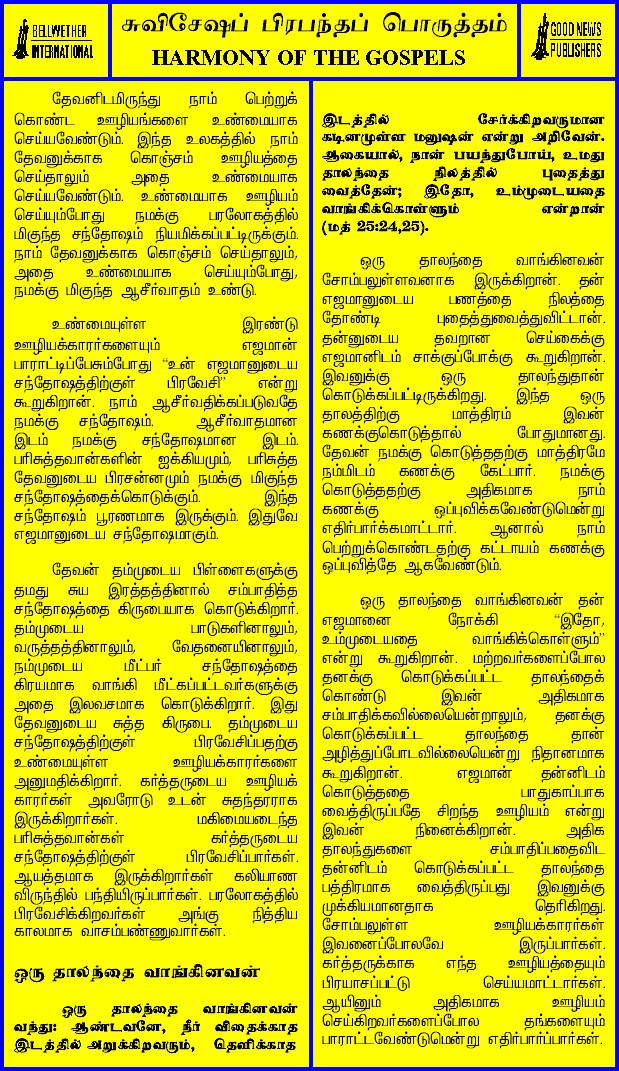 BELLWETHER
INTERNATIONAL
சுவிசேஷப் பிரபந்தப் பொருத்தம்
HARMONY OF THE GOSPELS
GOOD NEWS
PUBLISHERS
தேவனிடமிருந்து நாம் பெற்றுக்
கொண்ட ஊழியங்களை உண்மையாக
செய்யவேண்டும். இந்த உலகத்தில் நாம்
தேவனுக்காக கொஞ்சம் ஊழியத்தை
செய்தாலும் அதை உண்மையாக
செய்யவேண்டும். உண்மையாக ஊழியம்
செய்யும்போது நமக்கு பரலோகத்தில்
மிகுந்த சந்தோஷம் நியமிக்கப்பட்டிருக்கும்.
நாம் தேவனுக்காக கொஞ்சம் செய்தாலும்,
அதை உண்மையாக செய்யும்போது,
நமக்கு மிகுந்த ஆசீர்வாதம் உண்டு.
உண்மையுள்ள இரண்டு
ஊழியக்காரர்களையும் எஜமான்
பாராட்டிப்பேசும்போது “உன் எஜமானுடைய
சந்தோஷத்திற்குள் பிரவேசி” என்று
கூறுகிறான். நாம் ஆசீர்வதிக்கப்படுவதே
நமக்கு சந்தோஷம். ஆசீர்வாதமான
இடம் நமக்கு சந்தோஷமான இடம்.
பரிசுத்தவான்களின் ஐக்கியமும், பரிசுத்த
தேவனுடைய பிரசன்னமும் நமக்கு மிகுந்த
சந்தோஷத்தைக்கொடுக்கும். இந்த
சந்தோஷம் பூரணமாக இருக்கும். இதுவே
எஜமானுடைய சந்தோஷமாகும்.
தேவன் தம்முடைய பிள்ளைகளுக்கு
தமது சுய இரத்தத்தினால் சம்பாதித்த
சந்தோஷத்தை கிருபையாக கொடுக்கிறார்.
தம்முடைய பாடுகளினாலும்,
வருத்தத்தினாலும், வேதனையினாலும்,
நம்முடைய மீட்பர் சந்தோஷத்தை
கிரயமாக வாங்கி மீட்கப்பட்டவர்களுக்கு
அதை இலவசமாக கொடுக்கிறார். இது
தேவனுடைய சுத்த கிருபை. தம்முடைய
சந்தோஷத்திற்குள் பிரவேசிப்பதற்கு
உண்மையுள்ள ஊழியக்காரர்களை
அனுமதிக்கிறார். கர்த்தருடைய ஊழியக்
காரர்கள் அவரோடு உடன் சுதந்தரராக
இருக்கிறார்கள். மகிமையடைந்த
பரிசுத்தவான்கள் கர்த்தருடைய
சந்தோஷத்திற்குள் பிரவேசிப்பார்கள்.
ஆயத்தமாக இருக்கிறார்கள் கலியாண
விருந்தில் பந்தியிருப்பார்கள். பரலோகத்தில்
பிரவேசிக்கிறவர்கள் அங்கு நித்திய
காலமாக வாசம்பண்ணுவார்கள்.
ஒரு தாலந்தை வாங்கினவன்
ஒரு தாலந்தை வாங்கினவன்
வந்து: ஆண்டவனே, நீர் விதைக்காத
இடத்தில் அறுக்கிறவரும், தெளிக்காத
இடத்தில் சேர்க்கிறவருமான
கடினமுள்ள மனுஷன் என்று அறிவேன்.
ஆகையால், நான் பயந்துபோய், உமது
தாலந்தை நிலத்தில் புதைத்து
வைத்தேன்; இதோ, உம்முடையதை
வாங்கிக்கொள்ளும் என்றான்
(மத் 25:24,25).
ஒரு தாலந்தை வாங்கினவன்
சோம்பலுள்ளவனாக இருக்கிறான். தன்
எஜமானுடைய பணத்தை நிலத்தை
தோண்டி புதைத்துவைத்துவிட்டான்.
தன்னுடைய தவறான செய்கைக்கு
எஜமானிடம் சாக்குப்போக்கு கூறுகிறான்.
இவனுக்கு ஒரு தாலந்துதான்
கொடுக்கப்பட்டிருக்கிறது. இந்த ஒரு
தாலத்திற்கு மாத்திரம் இவன்
கணக்குகொடுத்தால் போதுமானது.
தேவன் நமக்கு கொடுத்ததற்கு மாத்திரமே
நம்மிடம் கணக்கு கேட்பார். நமக்கு
கொடுத்ததற்கு அதிகமாக நாம்
கணக்கு ஒப்புவிக்கவேண்டுமென்று
எதிர்பார்க்கமாட்டார். ஆனால் நாம்
பெற்றுக்கொண்டதற்கு கட்டாயம் கணக்கு
ஒப்புவித்தே ஆகவேண்டும்.
ஒரு தாலந்தை வாங்கினவன் தன்
எஜமானை நோக்கி “இதோ,
உம்முடையதை வாங்கிக்கொள்ளும்”
என்று கூறுகிறான். மற்றவர்களைப்போல
தனக்கு கொடுக்கப்பட்ட தாலந்தைக்
கொண்டு இவன் அதிகமாக
சம்பாதிக்கவில்லையென்றாலும், தனக்கு
கொடுக்கப்பட்ட தாலந்தை தான்
அழித்துப்போடவில்லையென்று நிதானமாக
கூறுகிறான். எஜமான் தன்னிடம்
கொடுத்ததை பாதுகாப்பாக
வைத்திருப்பதே சிறந்த ஊழியம் என்று
இவன் நினைக்கிறான். அதிக
தாலந்துகளை சம்பாதிப்பதைவிட
தன்னிடம் கொடுக்கப்பட்ட தாலந்தை
பத்திரமாக வைத்திருப்பது இவனுக்கு
முக்கியமானதாக தெரிகிறது.
சோம்பலுள்ள ஊழியக்காரர்கள்
இவனைப்போலவே இருப்பார்கள்.
கர்த்தருக்காக எந்த ஊழியத்தையும்
பிரயாசப்பட்டு செய்யமாட்டார்கள்.
ஆயினும் அதிகமாக ஊழியம்
செய்கிறவர்களைப்போல தங்களையும்
பாராட்டவேண்டுமென்று எதிர்பார்ப்பார்கள்.